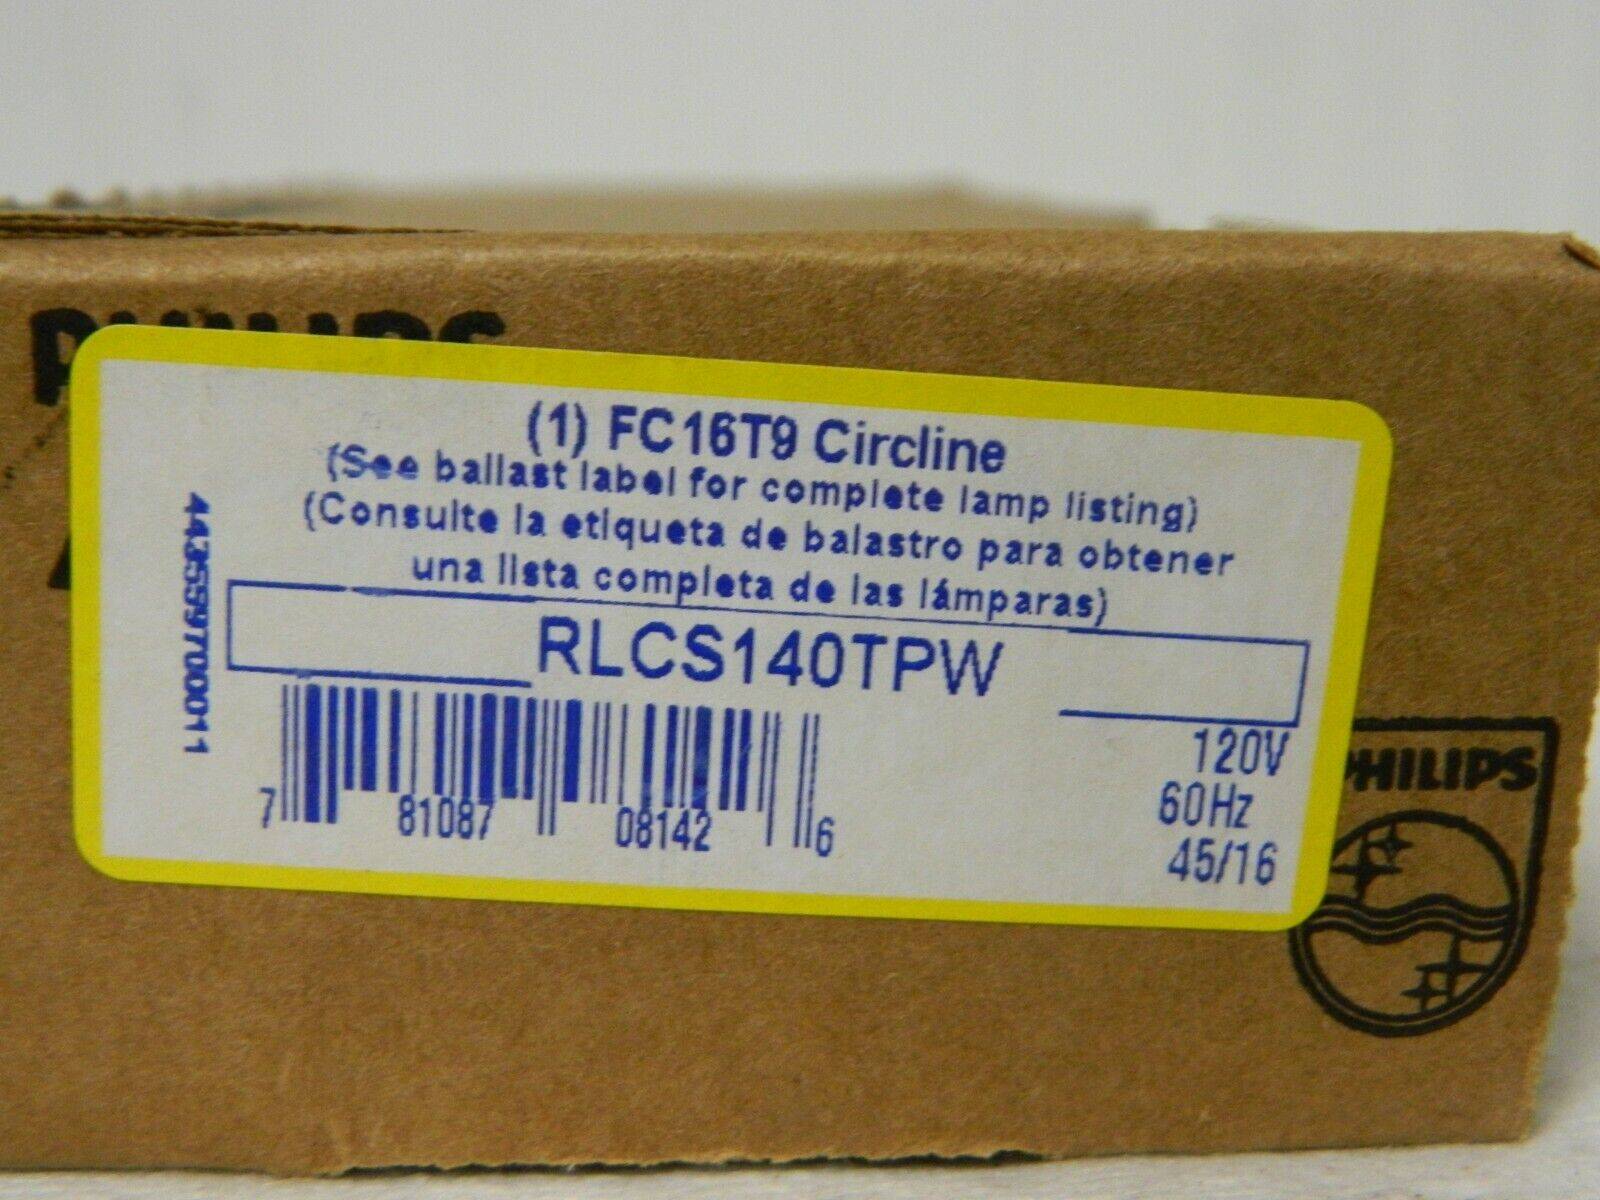 (1) FC16T9 Circline
(See ballast label for complete lamp listing)
(Consulte la etiqueta de balastro para obtener
una lista completa de las lámparas)
RLCS140TPW
443559700011
7 81087 08142 6
120V
60Hz
45/16
PHILIPS